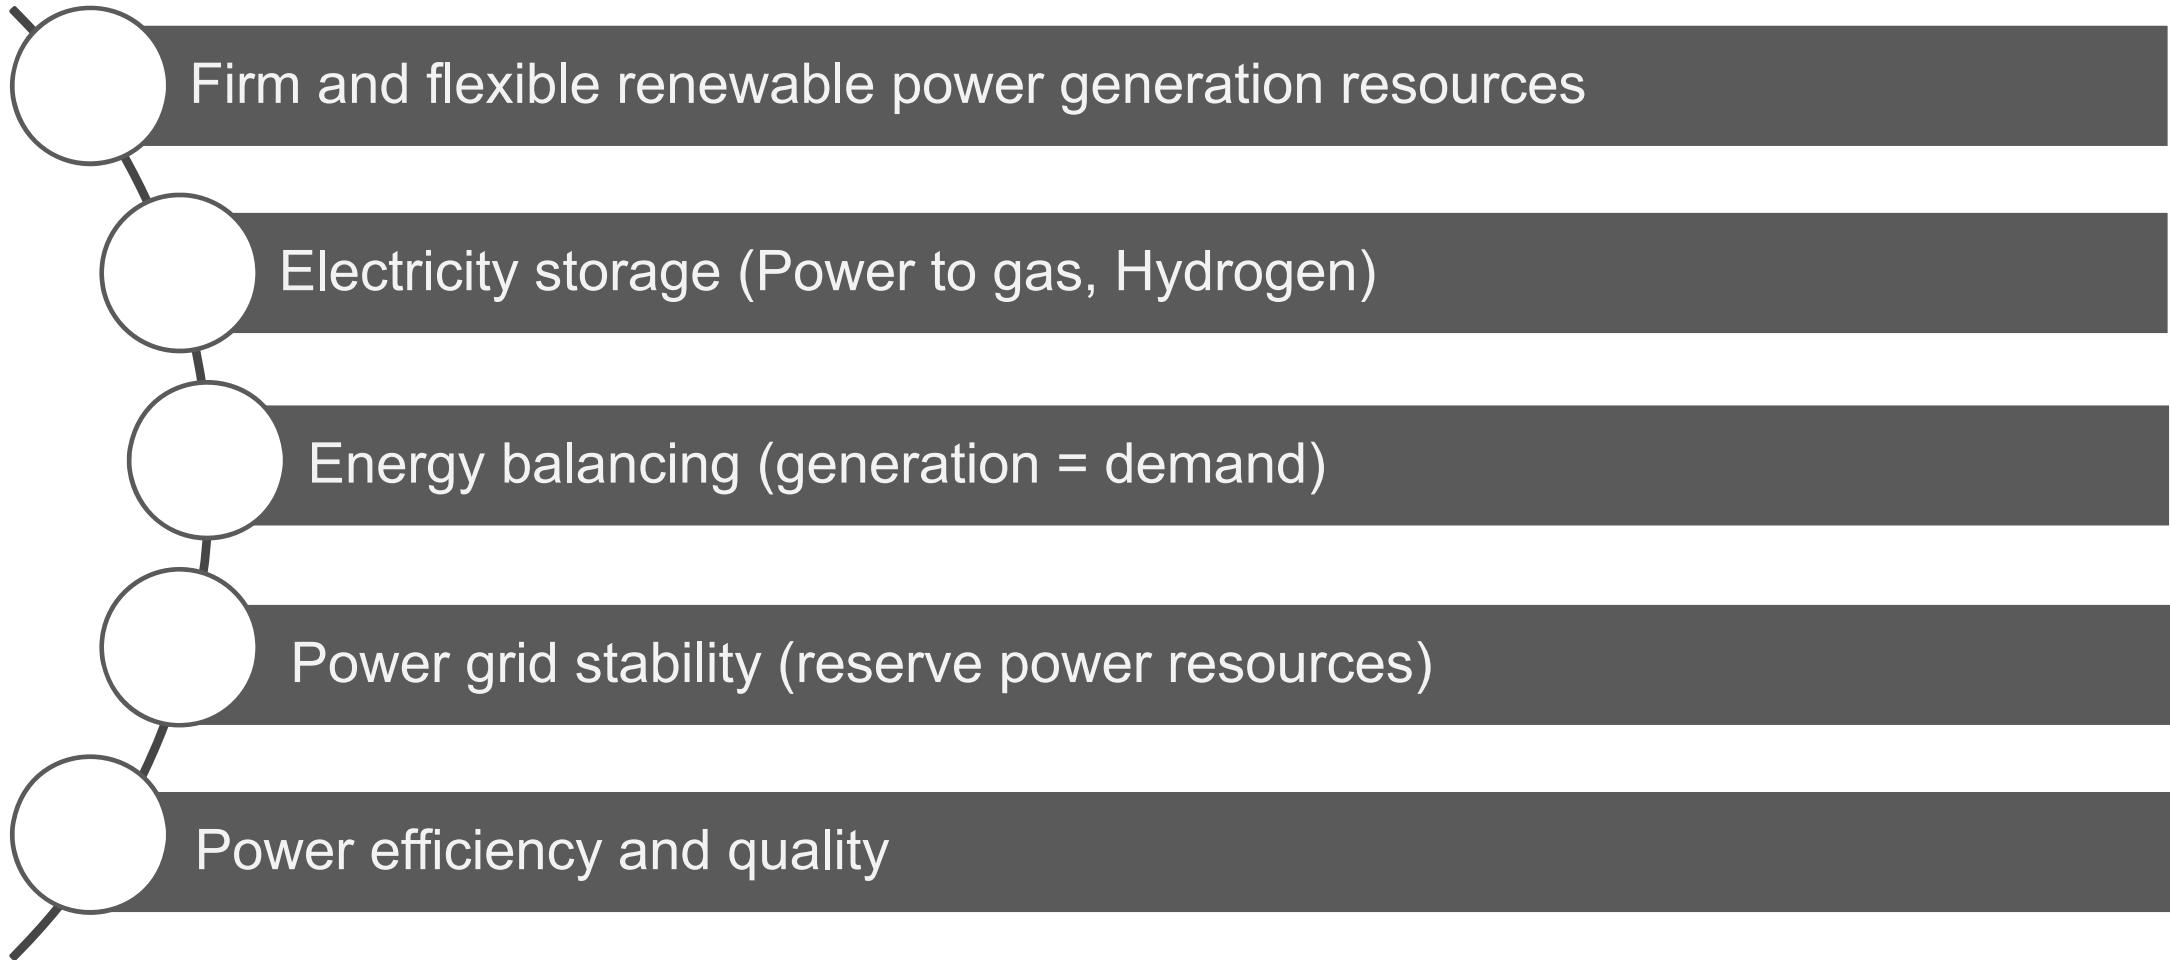 Firm and flexible renewable power generation resources
Electricity storage (Power to gas, Hydrogen)
Energy balancing (generation = demand)
Power grid stability (reserve power resources)
Power efficiency and quality